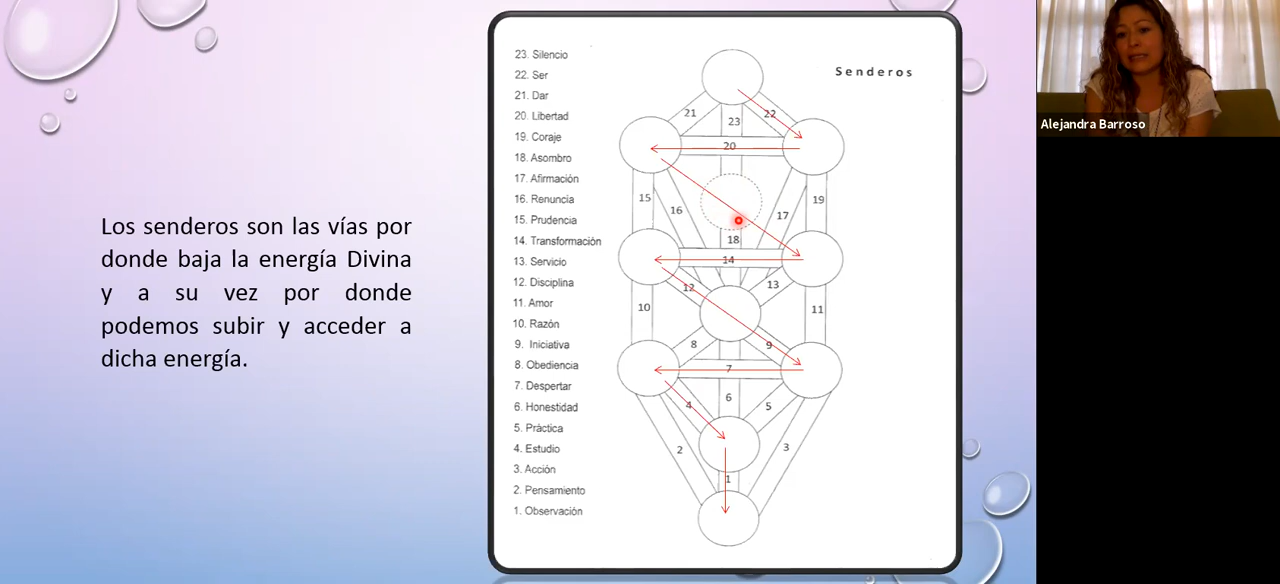 Los senderos son las vías por
donde baja la energía Divina
y a su vez por donde
podemos subir y acceder a
dicha energía.
23. Silencio
22. Ser
21. Dar
20. Libertad
19. Coraje
18. Asombro
17. Afirmación
16. Renuncia
15. Prudencia
14. Transformación
13. Servicio
12. Disciplina
11. Amor
10. Razón
9. Iniciativa
8. Obediencia
7. Despertar
6. Honestidad
5. Práctica
4. Estudio
3. Acción
2. Pensamiento
1. Observación
Senderos
21
23
22
20
15
16
17
19
18
14
12
13
10
11
8
9
7
6
4
5
2
3
1
Alejandra Barroso